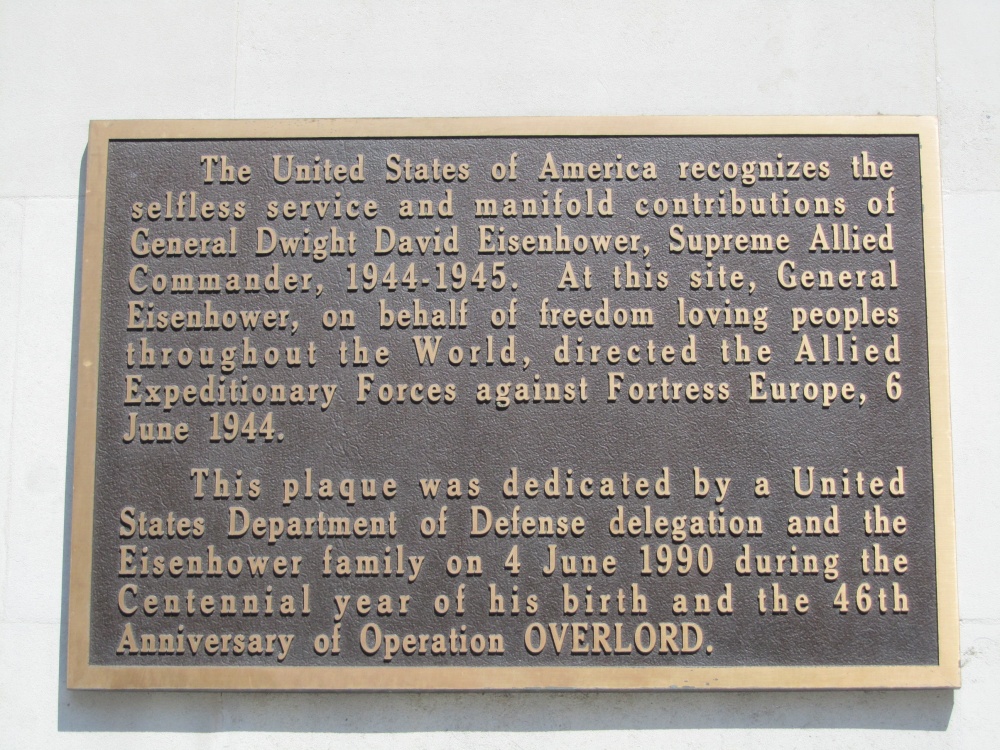 The United States of America recognizes the
selfless service and manifold contributions of
General Dwight David Eisenhower, Supreme Allied
Commander, 1944-1945. At this site, General
Eisenhower, on behalf of freedom loving peoples
throughout the World, directed the Allied
Expeditionary Forces against Fortress Europe, 6
June 1944.
This plaque was dedicated by a United
States Department of Defense delegation and the
Eisenhower family on 4 June 1990 during the
Centennial year of his birth and the 46th
Anniversary of Operation OVERLORD.